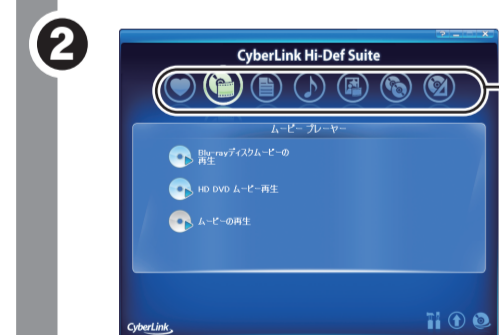 2
CyberLink Hi-Def Suite
ムービー プレーヤー
Blu-rayディスクムービーの
再生
HD DVD ムービー再生
ムービーの再生
CyberLink